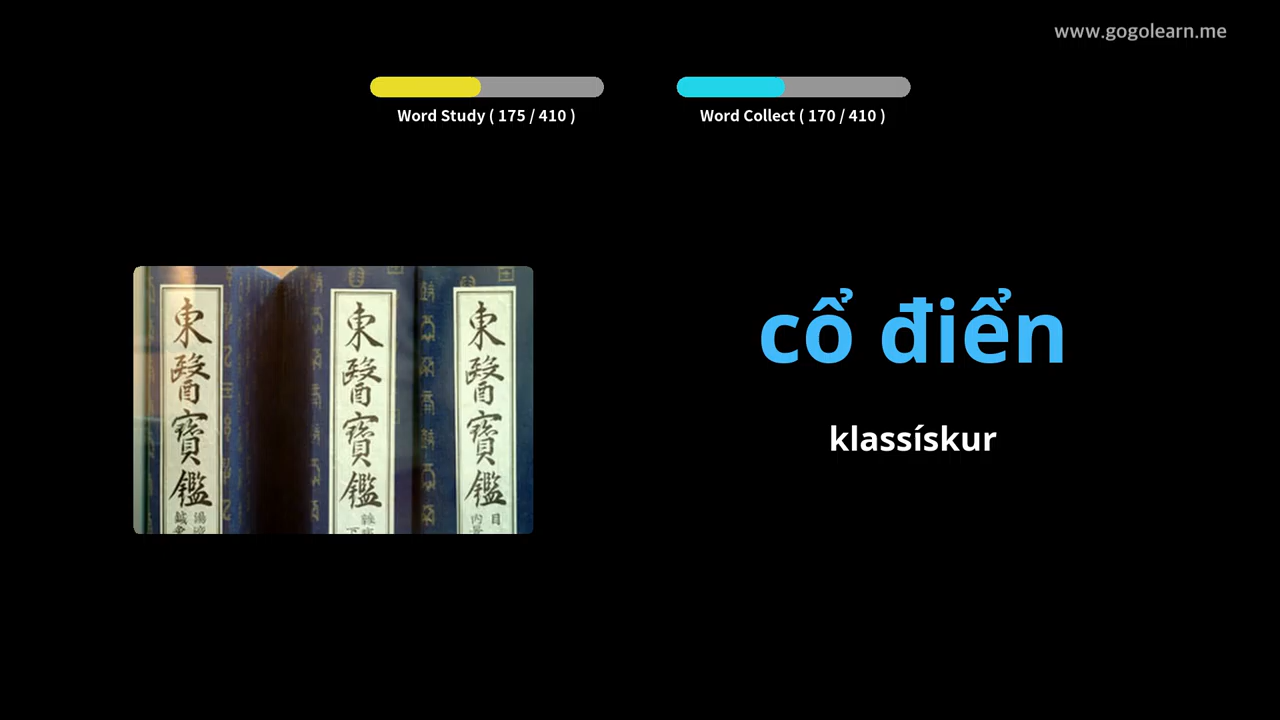 www.gogolearn.me
Word Study ( 175 / 410 )
Word Collect ( 170 / 410 )
東醫寶鑑
東醫寶鑑
東醫寶鑑
cổ điển
klassískur